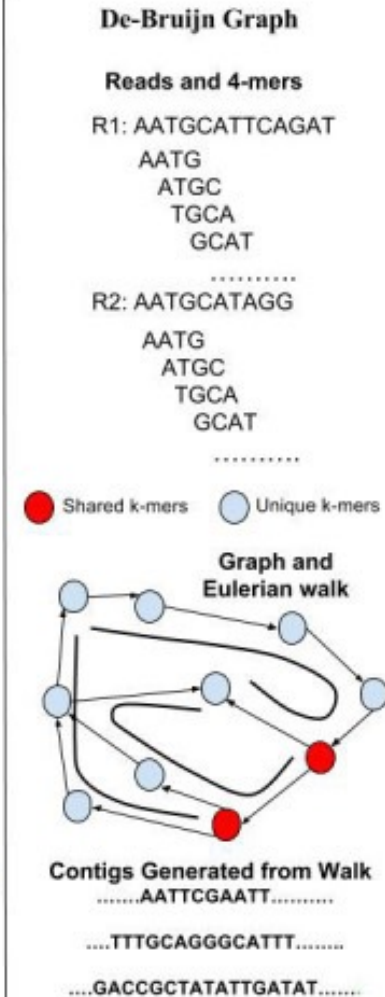 De-Bruijn Graph
Reads and 4-mers
R1: AATGCATTCAGAT
AATG
ATGC
TGCA
GCAT
..........
R2: AATGCATAGG
AATG
ATGC
TGCA
GCAT
..........
Shared k-mers Unique k-mers
Graph and
Eulerian walk
Contigs Generated from Walk
.......AATTCGAATT..........
....TTTGCAGGGCATTT........
....GACCGCTATATTGATAT......